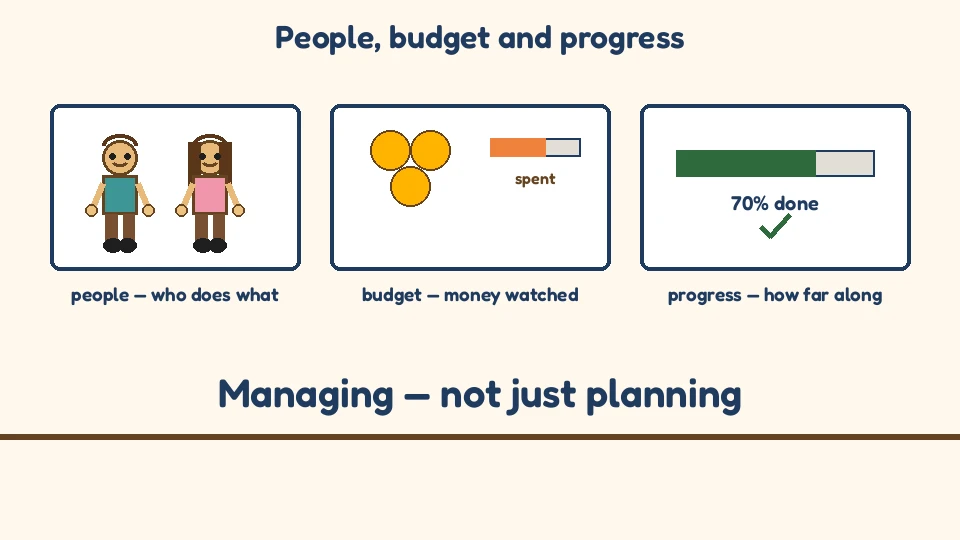 People, budget and progress
spent
70% done
people — who does what
budget — money watched
progress — how far along
Managing — not just planning